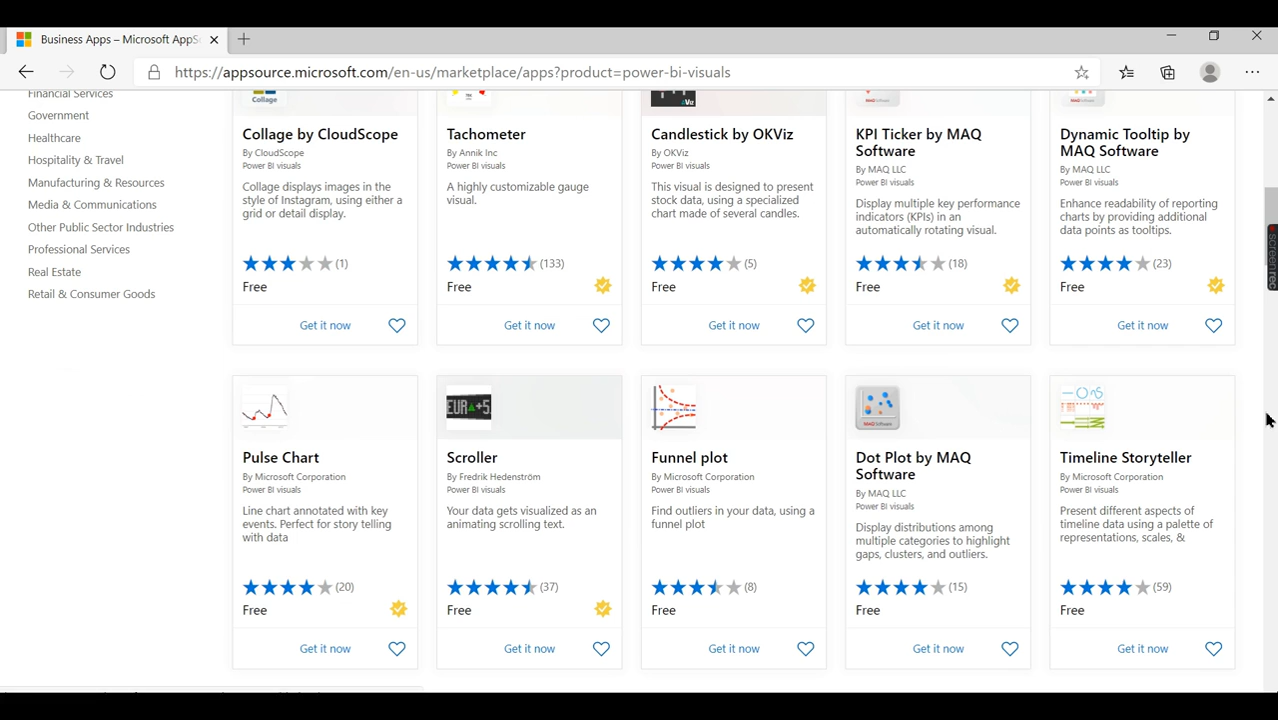 Business Apps – Microsoft AppS
https://appsource.microsoft.com/en-us/marketplace/apps?product=power-bi-visuals
Financial Services
Government
Healthcare
Hospitality & Travel
Manufacturing & Resources
Media & Communications
Other Public Sector Industries
Professional Services
Real Estate
Retail & Consumer Goods
Collage
Collage by CloudScope
By CloudScope
Power BI visuals
Collage displays images in the
style of Instagram, using either a
grid or detail display.
(1)
Free
Get it now
Tachometer
By Annik Inc
Power BI visuals
A highly customizable gauge
visual.
(133)
Free
Get it now
Candlestick by OKViz
By OKViz
Power BI visuals
This visual is designed to present
stock data, using a specialized
chart made of several candles.
(5)
Free
Get it now
KPI Ticker by MAQ
Software
By MAQ LLC
Power BI visuals
Display multiple key performance
indicators (KPIs) in an
automatically rotating visual.
(18)
Free
Get it now
Dynamic Tooltip by
MAQ Software
By MAQ LLC
Power BI visuals
Enhance readability of reporting
charts by providing additional
data points as tooltips.
(23)
Free
Get it now
screenrec
Pulse Chart
By Microsoft Corporation
Power BI visuals
Line chart annotated with key
events. Perfect for story telling
with data
(20)
Free
Get it now
EUR▲+5
Scroller
By Fredrik Hedenström
Power BI visuals
Your data gets visualized as an
animating scrolling text.
(37)
Free
Get it now
Funnel plot
By Microsoft Corporation
Power BI visuals
Find outliers in your data, using a
funnel plot
(8)
Free
Get it now
MAQ Software
Dot Plot by MAQ
Software
By MAQ LLC
Power BI visuals
Display distributions among
multiple categories to highlight
gaps, clusters, and outliers.
(15)
Free
Get it now
Timeline Storyteller
By Microsoft Corporation
Power BI visuals
Present different aspects of
timeline data using a palette of
representations, scales, &
(59)
Free
Get it now